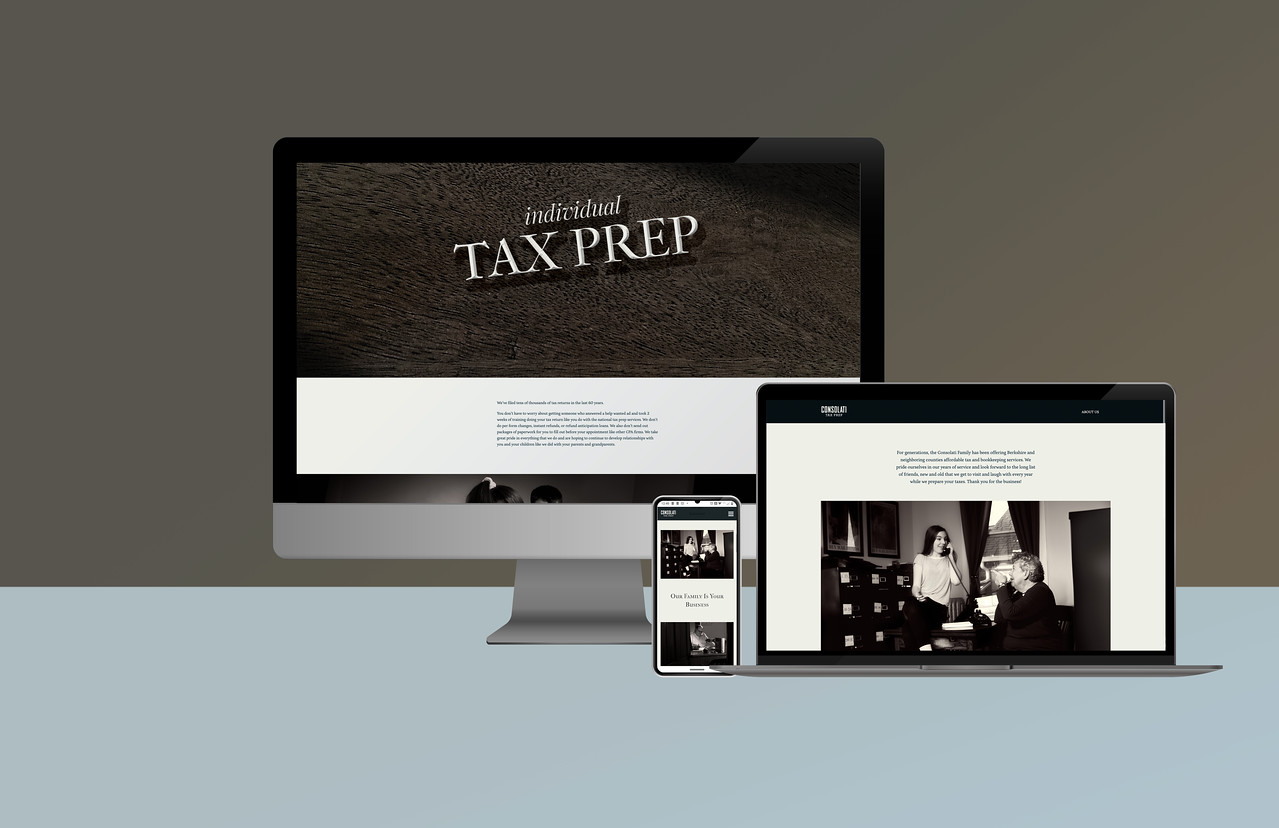 individual
TAX PREP
We've filed tens of thousands of tax returns in the last 60 years.
You don't have to worry about getting someone who answered a help wanted ad and took 2
weeks of training doing your tax return like you do with the national tax prep services. We don't
do per-form charges, instant refunds, or refund anticipation loans. We also don't send out
packages of paperwork for you to fill out before your appointment like other CPA firms. We take
great pride in everything that we do and are hoping to continue to develop relationships with
you and your children like we did with your parents and grandparents.
CONSOLATI
TAX PREP
ABOUT US
For generations, the Consolati Family has been offering Berkshire and
neighboring counties affordable tax and bookkeeping services. We
pride ourselves in our years of service and look forward to the long list
of friends, new and old that we get to visit and laugh with every year
while we prepare your taxes. Thank you for the business!
CONSOLATI
Our Family Is Your
Business